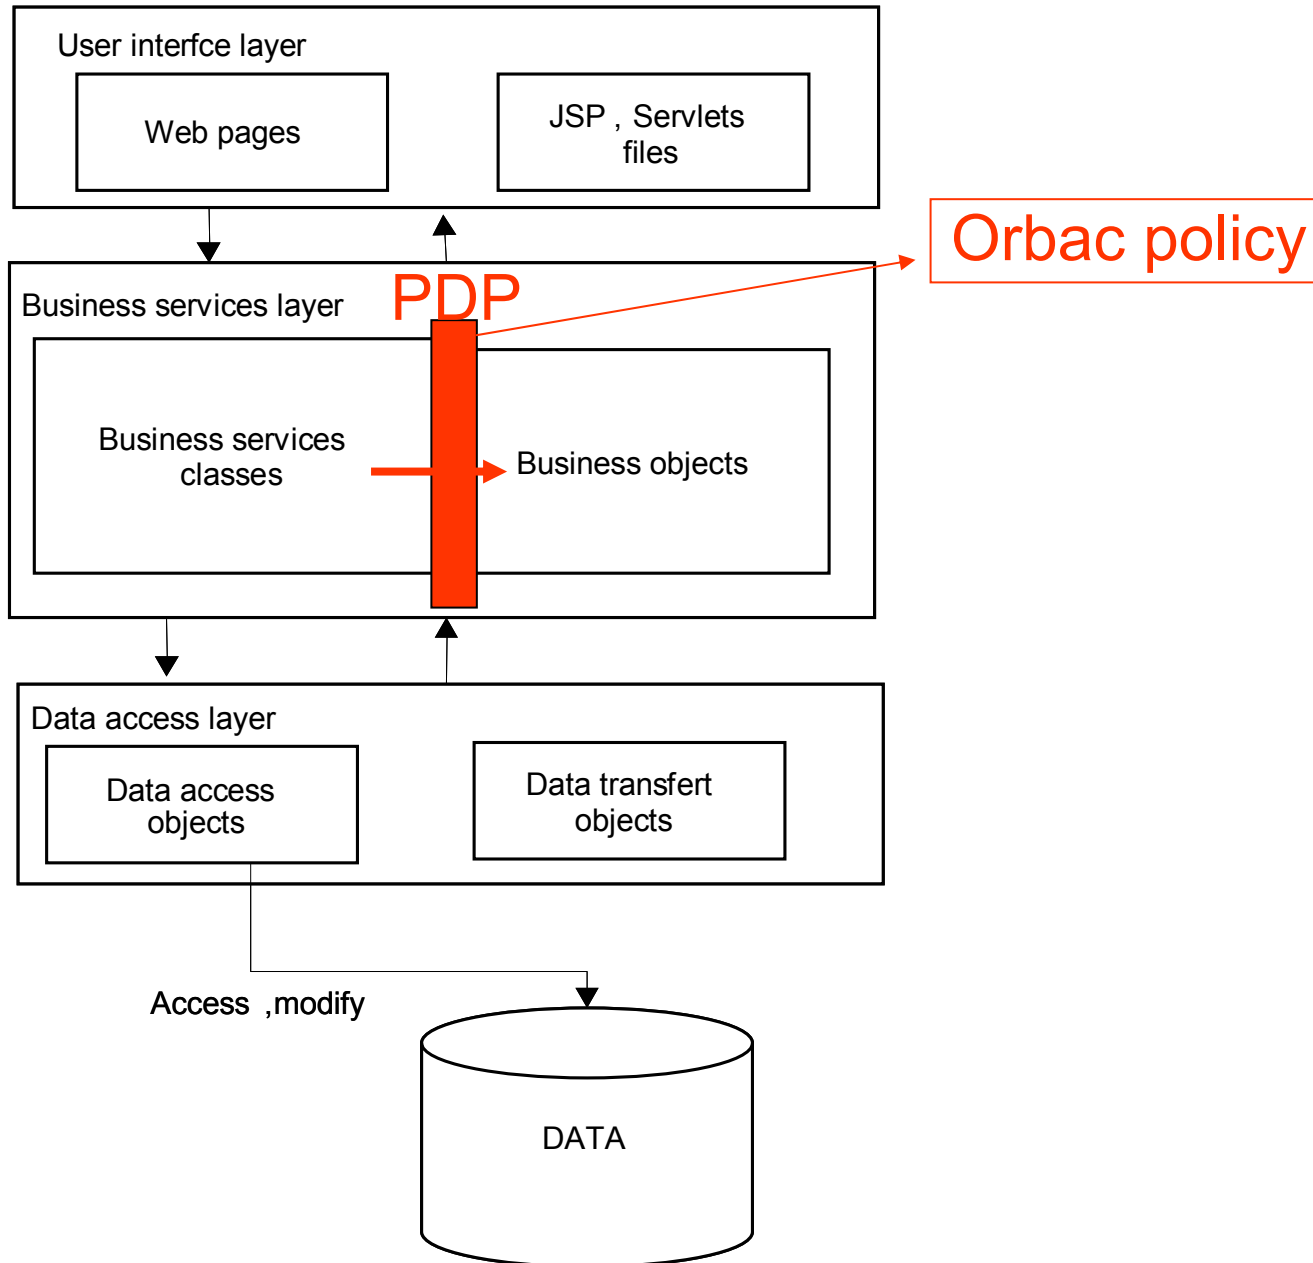 User interfce layer
Web pages
JSP , Servlets
files
Orbac policy
PDP
Business services layer
Business services
classes
Business objects
Data access layer
Data access
objects
Data transfert
objects
Access ,modify
DATA